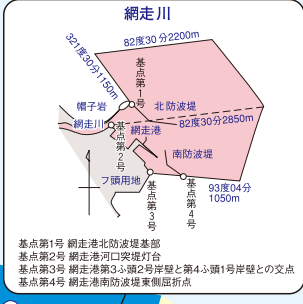 網走川
82度30分2200m
321度30分1150m
基点第1号
帽子岩
北防波堤
網走川
網走港
82度30分2850m
基点第2号
南防波堤
フ頭用地
93度04分
1050m
基点第3号
基点第4号
基点第1号 網走港北防波堤基部
基点第2号 網走港河口突堤灯台
基点第3号 網走港第3ふ頭2号岸壁と第4ふ頭1号岸壁との交点
基点第4号 網走港南防波堤東側屈折点